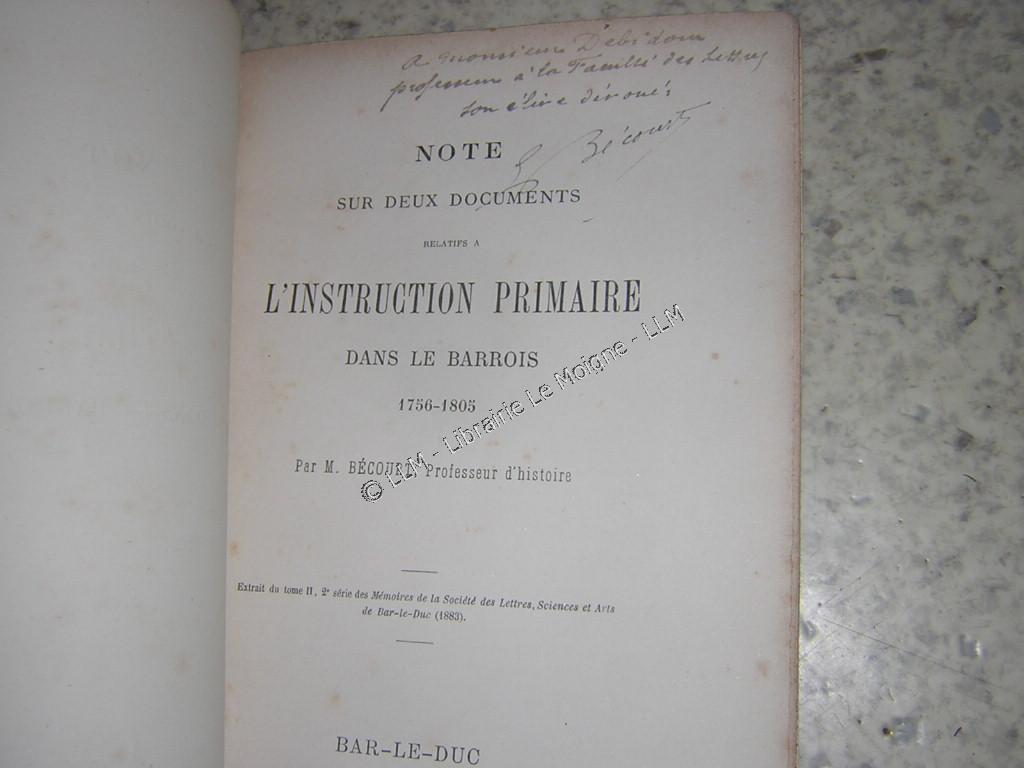 A Monsieur Debidour
professeur à la Faculté des Lettres
son élève dévoué
E Bécourt
NOTE
SUR DEUX DOCUMENTS
RELATIFS A
L'INSTRUCTION PRIMAIRE
DANS LE BARROIS
1756-1805
Par M. BÉCOURT, Professeur d'histoire
Extrait du tome II, 2e série des Mémoires de la Société des Lettres, Sciences et Arts
de Bar-le-Duc (1883).
BAR-LE-DUC
© LLM - Librairie Le Moigne - LLM